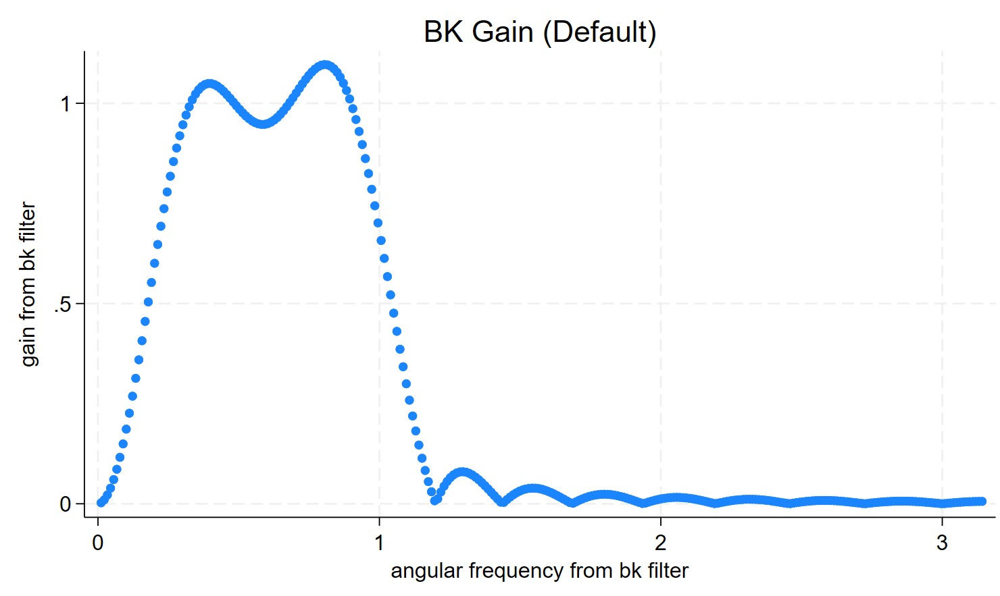 BK Gain (Default)
gain from bk filter
1
.5
0
0 1 2 3
angular frequency from bk filter